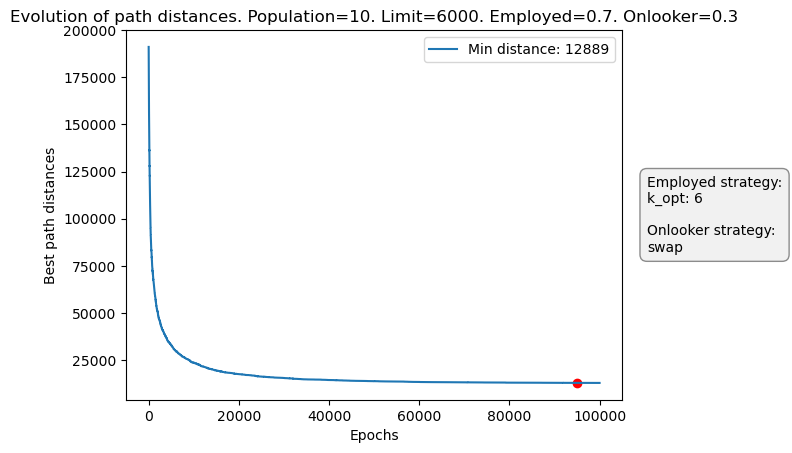 Evolution of path distances. Population=10. Limit=6000. Employed=0.7. Onlooker=0.3
Min distance: 12889
Best path distances
200000
175000
150000
125000
100000
75000
50000
25000
0
20000
40000
60000
80000
100000
Epochs
Employed strategy:
k_opt: 6
Onlooker strategy:
swap